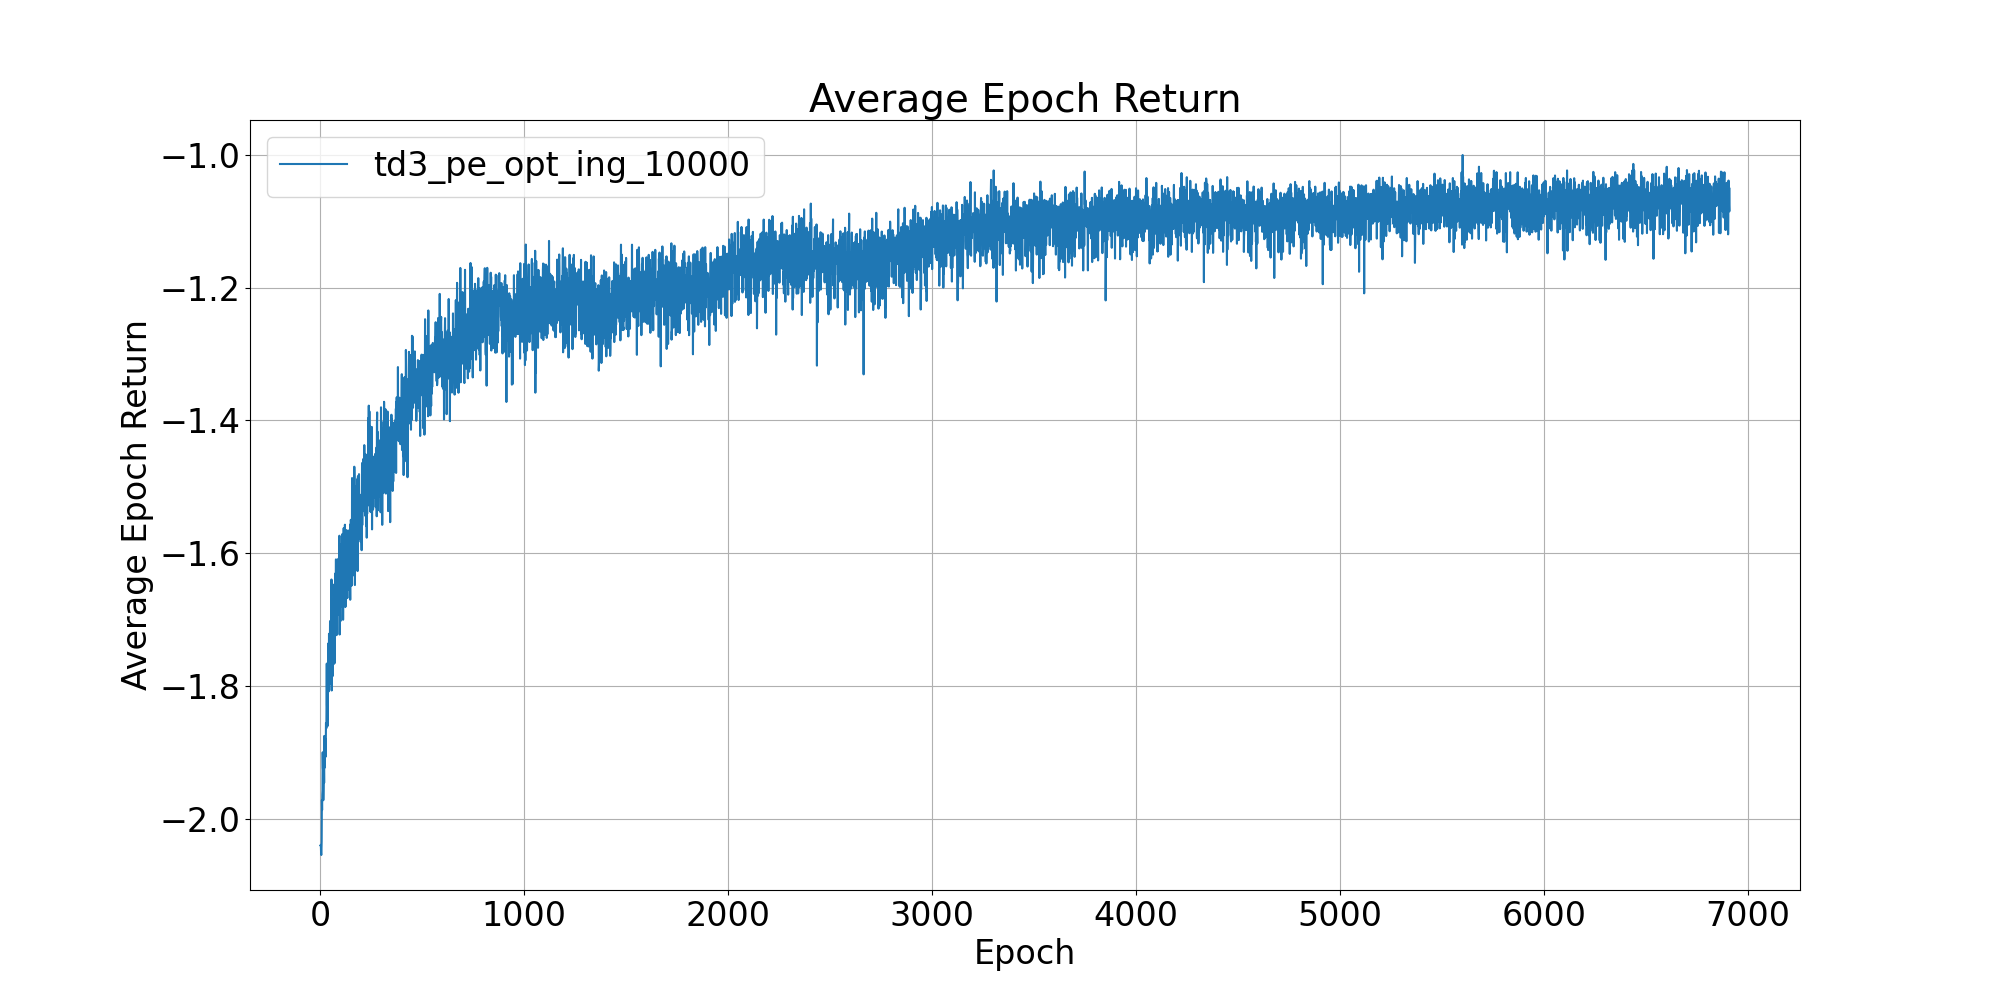 Average Epoch Return
td3_pe_opt_ing_10000
Average Epoch Return
−1.0
−1.2
−1.4
−1.6
−1.8
−2.0
0 1000 2000 3000 4000 5000 6000 7000
Epoch